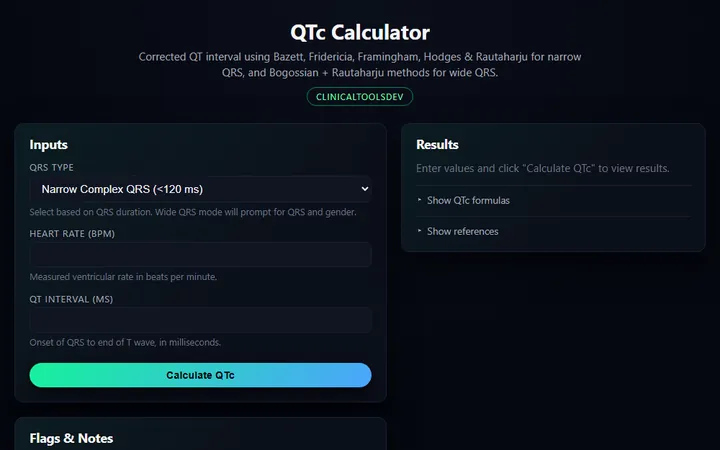 QTc Calculator
Corrected QT interval using Bazett, Fridericia, Framingham, Hodges & Rautaharju for narrow
QRS, and Bogossian + Rautaharju methods for wide QRS.
CLINICALTOOLSDEV
Inputs
QRS TYPE
Narrow Complex QRS (<120 ms)
Select based on QRS duration. Wide QRS mode will prompt for QRS and gender.
HEART RATE (BPM)
Measured ventricular rate in beats per minute.
QT INTERVAL (MS)
Onset of QRS to end of T wave, in milliseconds.
Calculate QTc
Flags & Notes
Results
Enter values and click "Calculate QTc" to view results.
Show QTc formulas
Show references